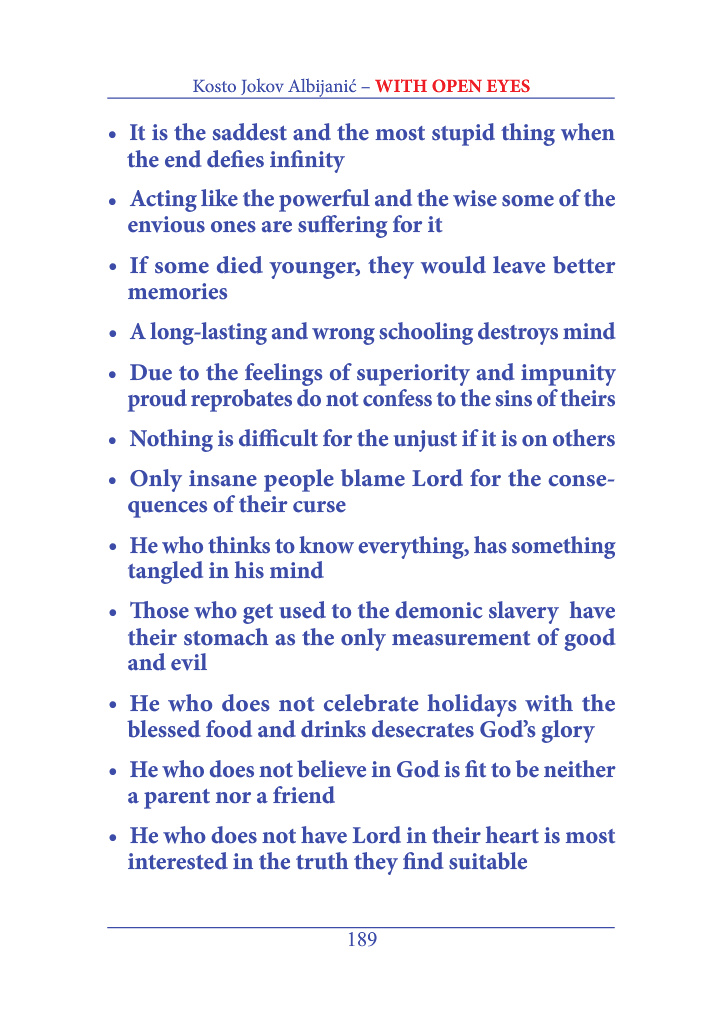 Kosto Jokov Albijanić – WITH OPEN EYES
• It is the saddest and the most stupid thing when
the end defies infinity
• Acting like the powerful and the wise some of the
envious ones are suffering for it
• If some died younger, they would leave better
memories
• A long-lasting and wrong schooling destroys mind
• Due to the feelings of superiority and impunity
proud reprobates do not confess to the sins of theirs
• Nothing is difficult for the unjust if it is on others
• Only insane people blame Lord for the conse-
quences of their curse
• He who thinks to know everything, has something
tangled in his mind
• Those who get used to the demonic slavery have
their stomach as the only measurement of good
and evil
• He who does not celebrate holidays with the
blessed food and drinks desecrates God’s glory
• He who does not believe in God is fit to be neither
a parent nor a friend
• He who does not have Lord in their heart is most
interested in the truth they find suitable
189